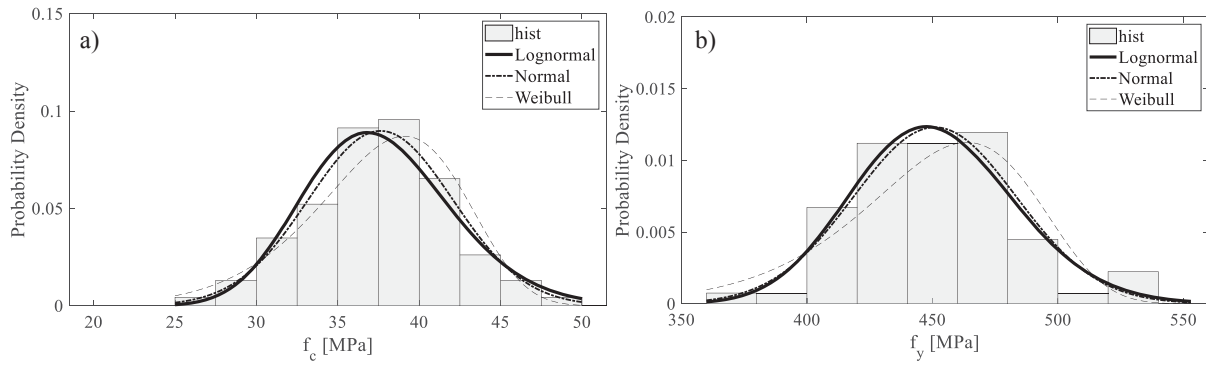 a)
hist
Lognormal
Normal
Weibull
0.15
0.1
0.05
0
Probability Density
20 25 30 35 40 45 50
f_c [MPa]
b)
hist
Lognormal
Normal
Weibull
0.02
0.015
0.01
0.005
0
Probability Density
350 400 450 500 550
f_y [MPa]